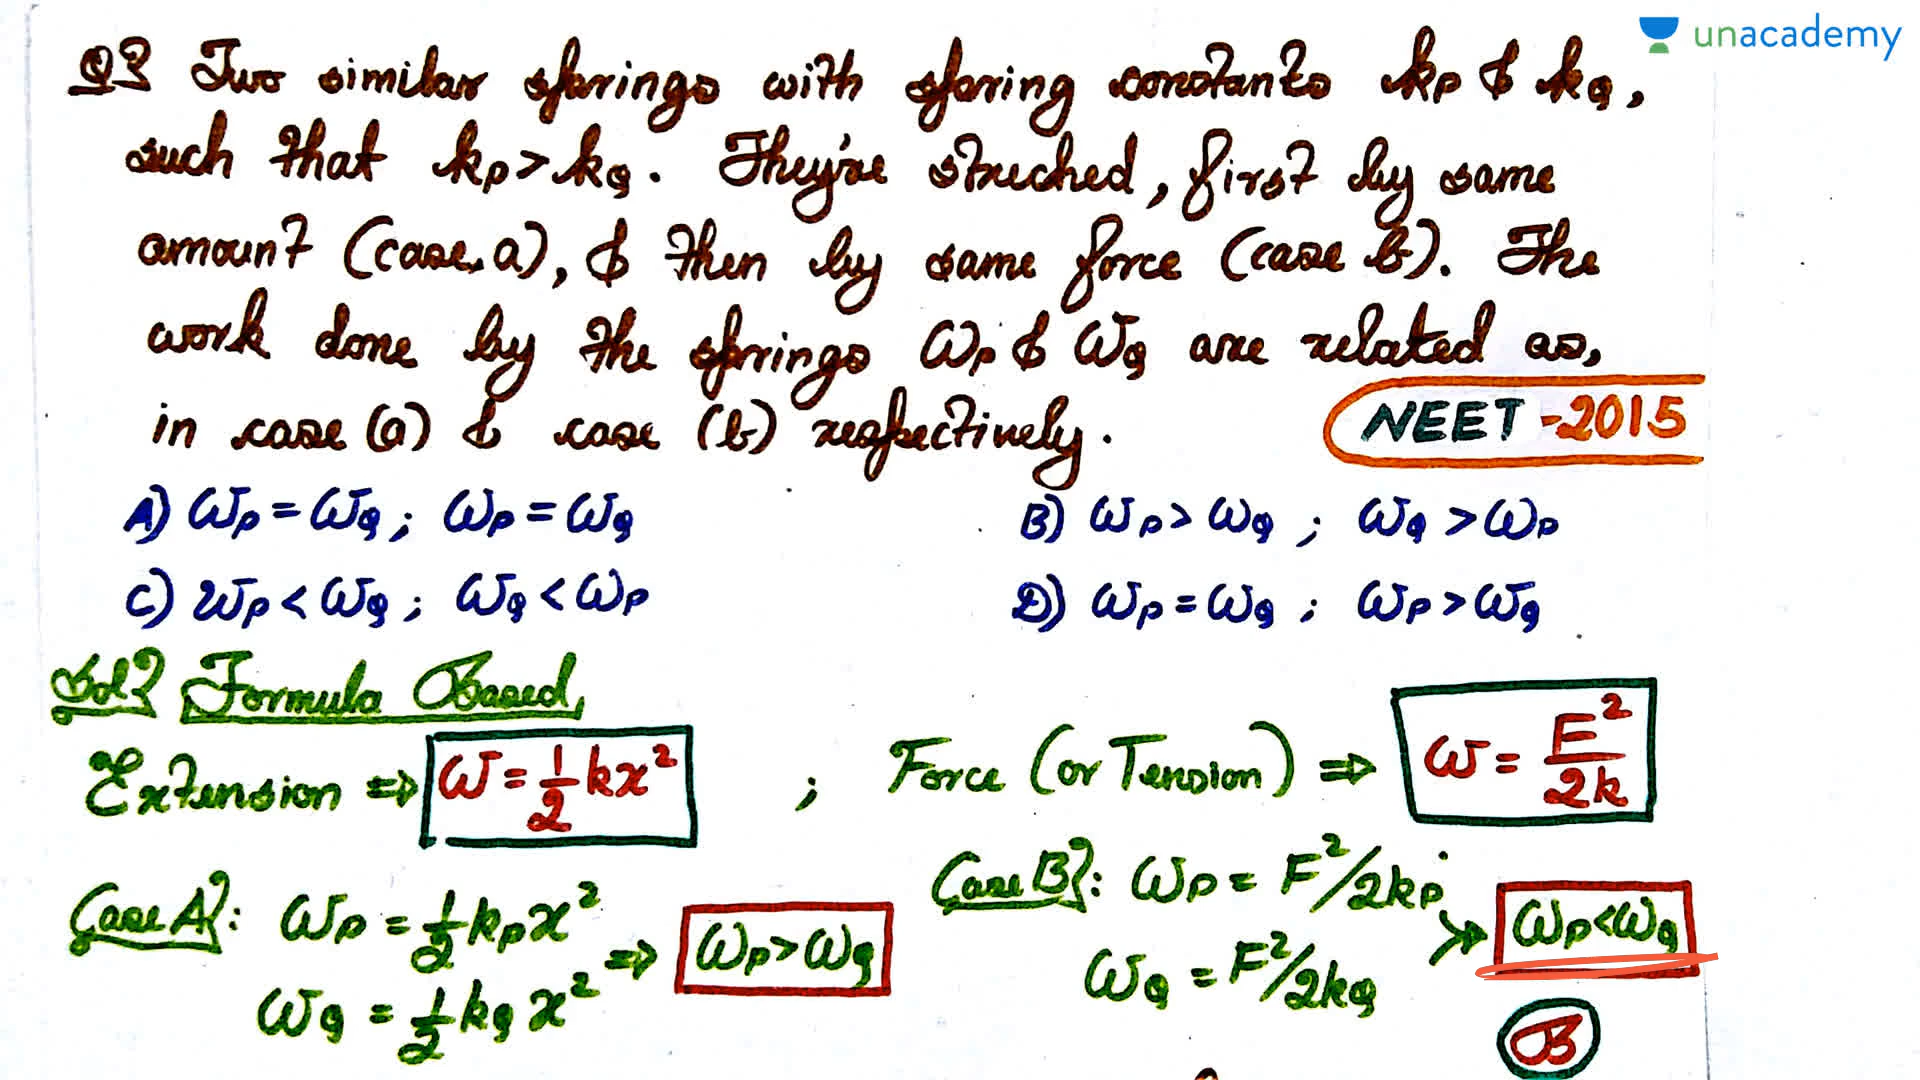 unacademy
Q? Two similar springs with spring constants kP & kQ,
such that kP > kQ. They're streched, first by same
amount (case a), & then by same force (case b). The
work done by the springs WP & WQ are related as,
in case (a) & case (b) respectively.
NEET-2015
A) WP = WQ ; WP = WQ
B) WP > WQ ; WQ > WP
C) WP < WQ ; WQ < WP
D) WP = WQ ; WP > WQ
Formula Based,
Extension ⇒ W = 1/2 kx² ; Force (or Tension) ⇒ W = F²/2k
Case A}: WP = 1/2 kP x²
WQ = 1/2 kQ x²
⇒ WP > WQ
Case B}: WP = F²/2kP
WQ = F²/2kQ
WP < WQ
B